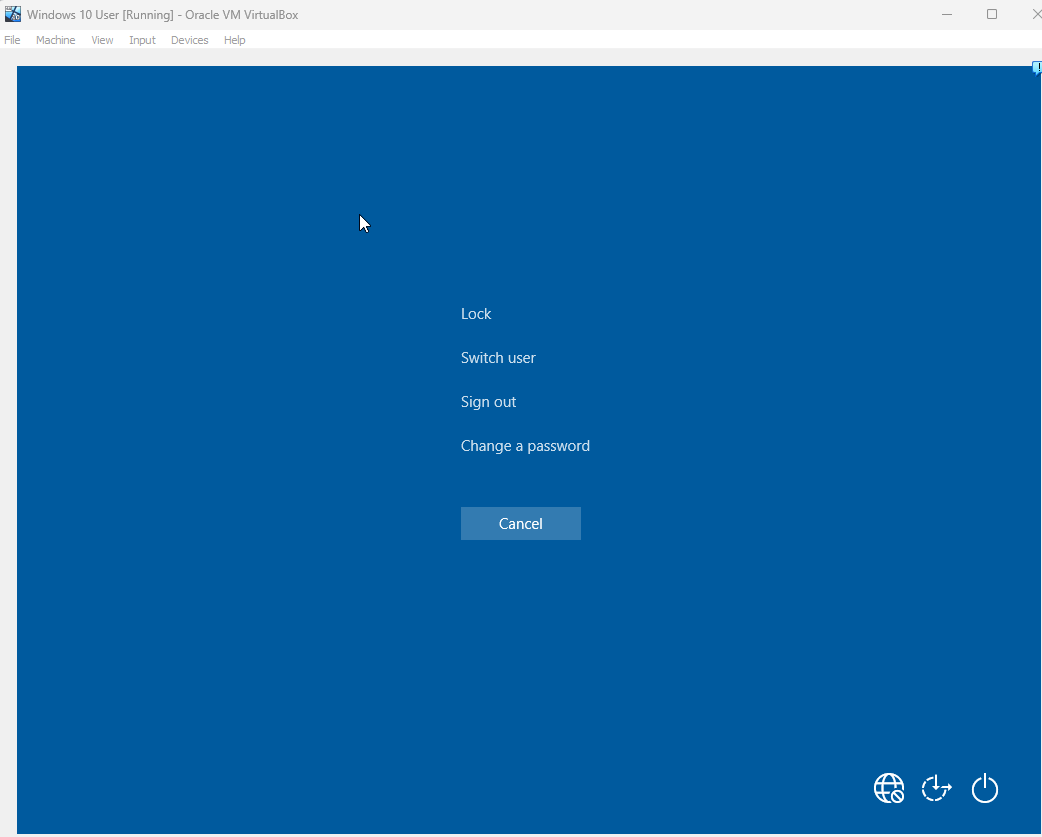 Windows 10 User [Running] - Oracle VM VirtualBox
File Machine View Input Devices Help
Lock
Switch user
Sign out
Change a password
Cancel